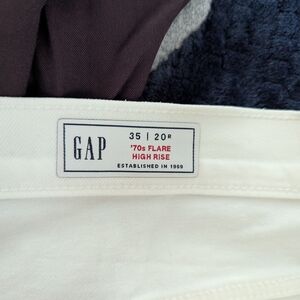 GAP
35 | 20R
'70s FLARE
HIGH RISE
ESTABLISHED IN 1969